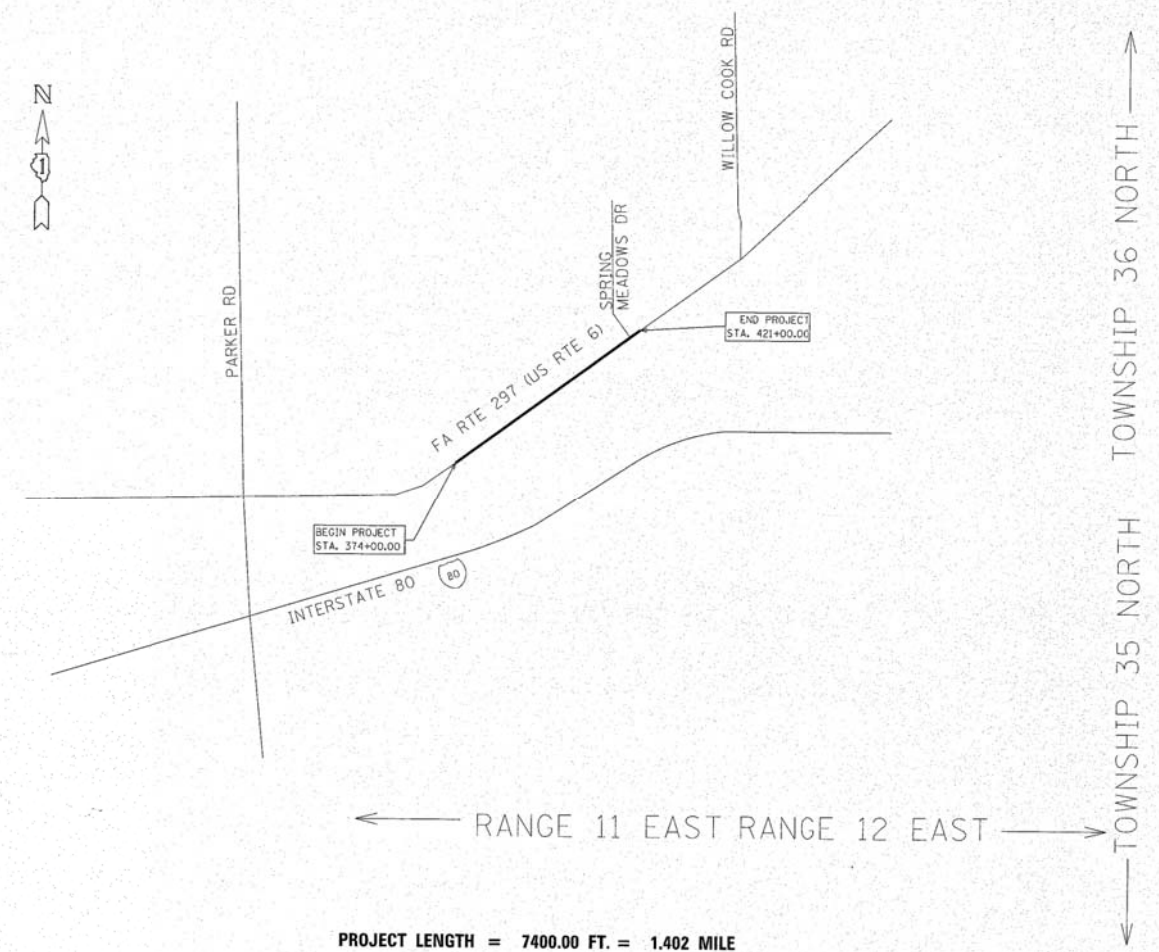 N
1
PARKER RD
WILLOW COOK RD
SPRING
MEADOWS DR
FA RTE 297 (US RTE 6)
END PROJECT
STA. 421+00.00
BEGIN PROJECT
STA. 374+00.00
INTERSTATE 80
80
TOWNSHIP 36 NORTH
TOWNSHIP 35 NORTH
RANGE 11 EAST RANGE 12 EAST
PROJECT LENGTH = 7400.00 FT. = 1.402 MILE